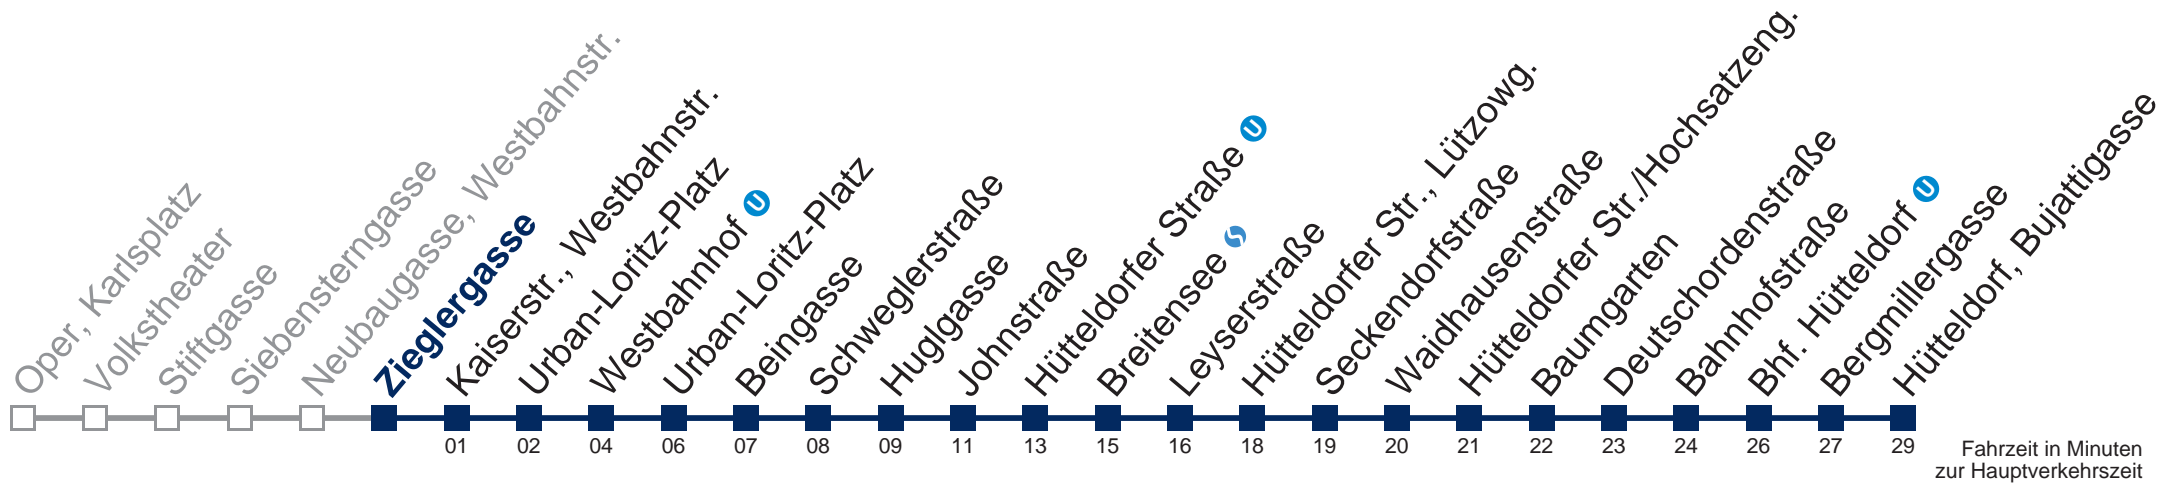 Oper, Karlsplatz
Volkstheater
Stiftgasse
Siebensterngasse
Neubaugasse, Westbahnstr.
Zieglergasse
Kaiserstr., Westbahnstr.
Urban-Loritz-Platz
Westbahnhof U
Urban-Loritz-Platz
Beingasse
Schweglerstraße
Huglgasse
Johnstraße
Hütteldorfer Straße U
Breitensee S
Leyserstraße
Hütteldorfer Str., Lützowg.
Seckendorfstraße
Waidhausenstraße
Hütteldorfer Str./Hochsatzeng.
Baumgarten
Deutschordenstraße
Bahnhofstraße
Bhf. Hütteldorf U
Bergmillergasse
Hütteldorf, Bujattigasse
01 02 04 06 07 08 09 11 13 15 16 18 19 20 21 22 23 24 26 27 29
Fahrzeit in Minuten
zur Hauptverkehrszeit